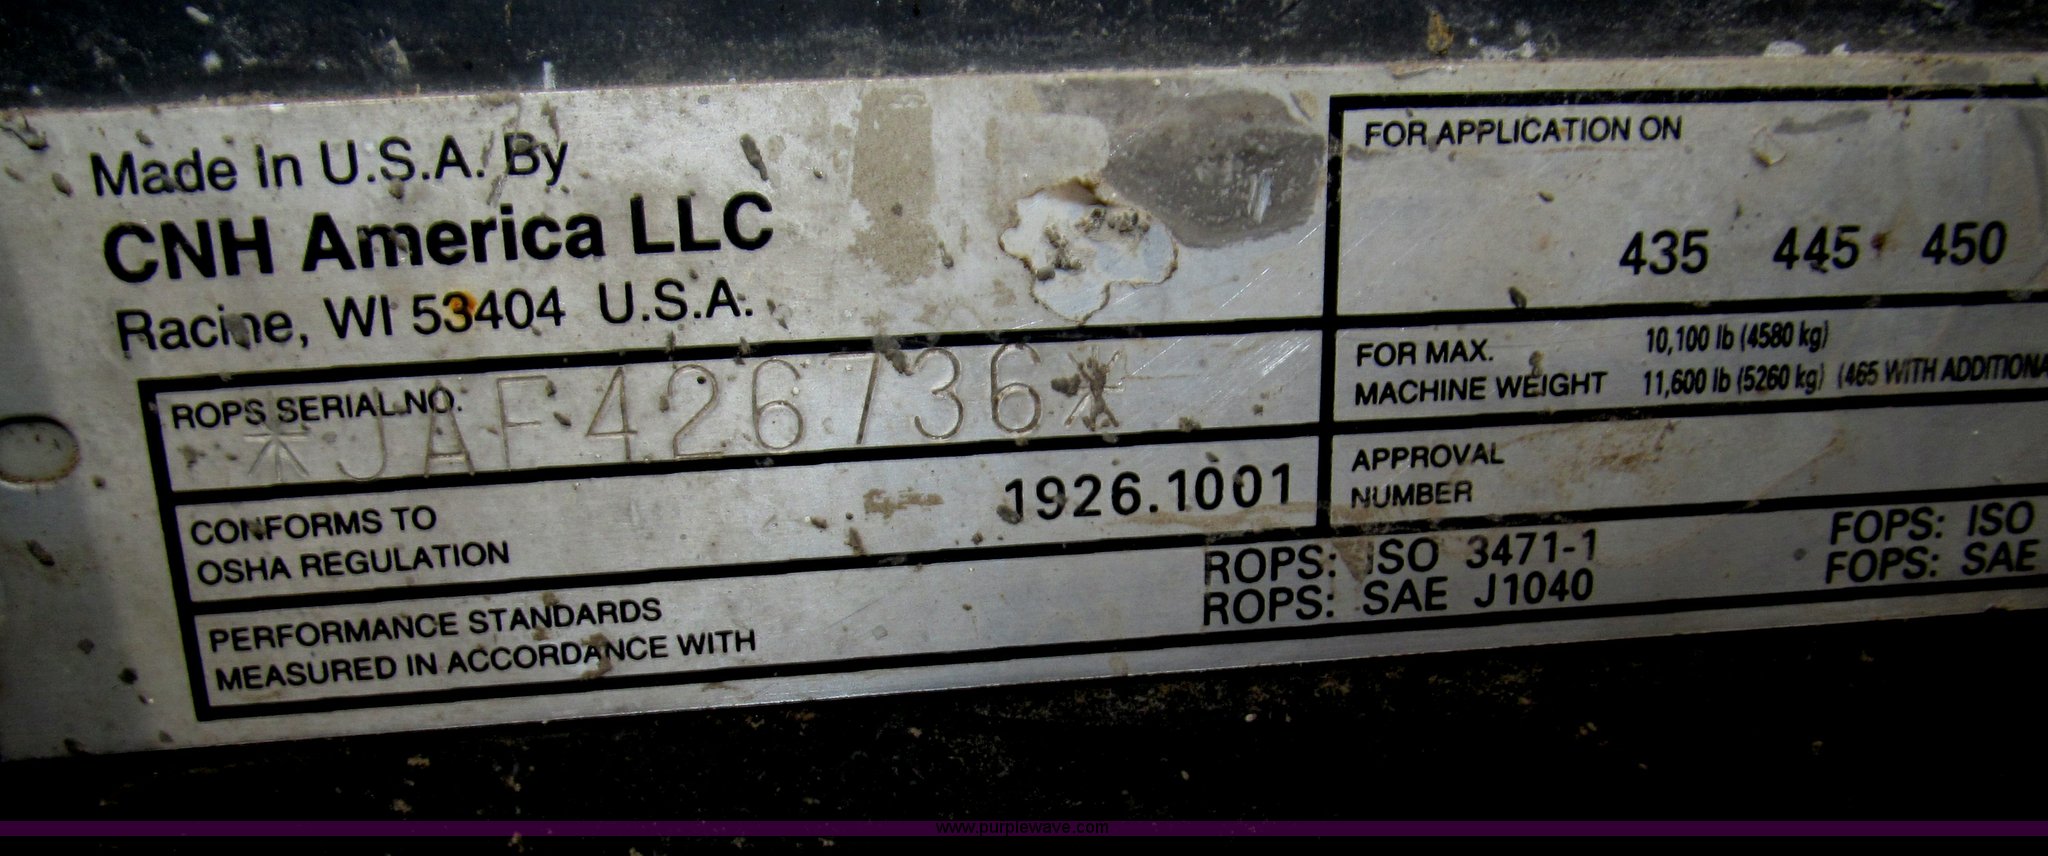 Made In U.S.A. By
CNH America LLC
Racine, WI 53404 U.S.A.
ROPS SERIAL NO.
*JAF426736*
CONFORMS TO
OSHA REGULATION
1926.1001
PERFORMANCE STANDARDS
MEASURED IN ACCORDANCE WITH
ROPS: ISO 3471-1
ROPS: SAE J1040
FOPS: ISO
FOPS: SAE
FOR APPLICATION ON
435 445 450
FOR MAX.
MACHINE WEIGHT
10,100 lb (4580 kg)
11,600 lb (5260 kg) (465 WITH ADDITIONA
APPROVAL
NUMBER
www.purplewave.com